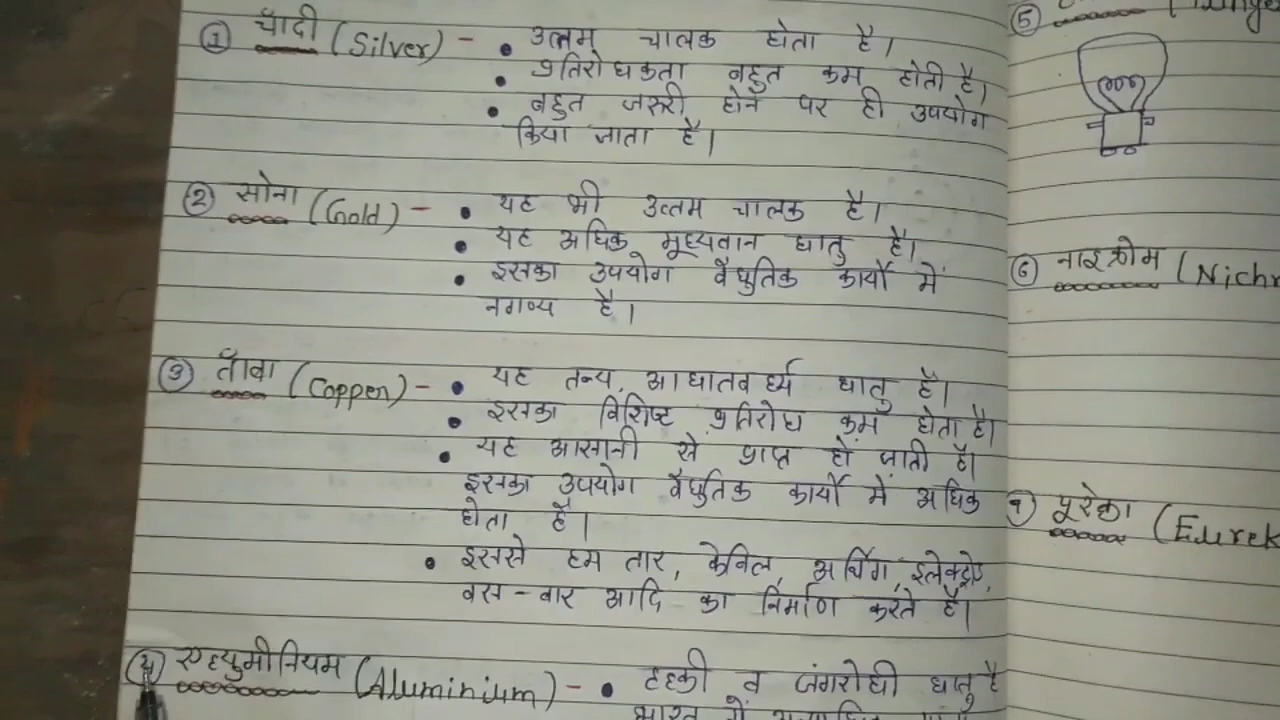 ① चाँदी (Silver) - • उत्तम चालक होता है।
• प्रतिरोधकता बहुत कम होती है।
• बहुत जरुरी होने पर ही उपयोग
किया जाता है।
② सोना (Gold) - • यह भी उत्तम चालक है।
• यह अधिक मूल्यवान धातु है।
• इसका उपयोग वैधुतिक कार्यो में
नगण्य है।
③ ताँबा (Copper) - • यह तन्य, आघातवर्ध्य धातु है।
• इसका विशिष्ट प्रतिरोध कम होता है।
• यह आसानी से प्राप्त हो जाती है।
इसका उपयोग वैधुतिक कार्यो में अधिक
होता है।
• इससे हम तार, केबिल, अर्थिंग, इलेक्ट्रोड,
बस-बार आदि का निर्माण करते है।
④ एल्युमीनियम (Aluminium) - • हल्की व जंगरोधी धातु है
भारत में
⑤
⑥ नाइक्रोम (Nichr
⑦ यूरेका (Eurek